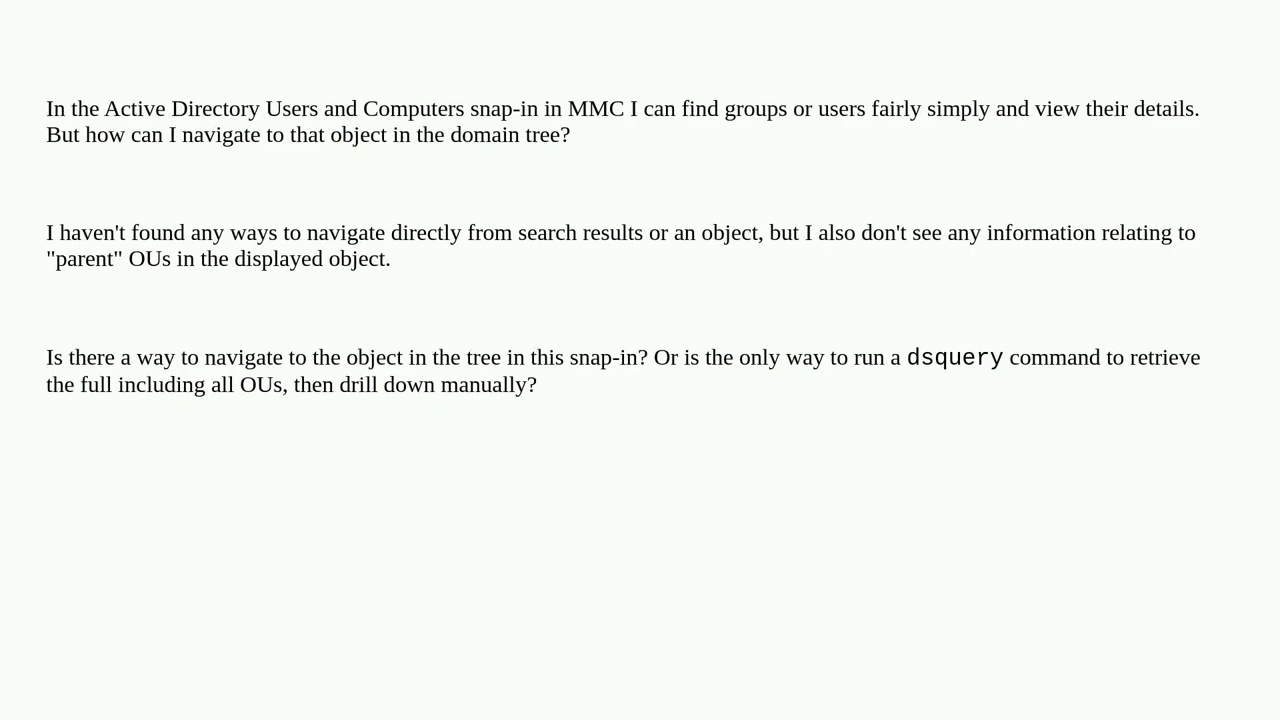 In the Active Directory Users and Computers snap-in in MMC I can find groups or users fairly simply and view their details.
But how can I navigate to that object in the domain tree?
I haven't found any ways to navigate directly from search results or an object, but I also don't see any information relating to
"parent" OUs in the displayed object.
Is there a way to navigate to the object in the tree in this snap-in? Or is the only way to run a dsquery command to retrieve
the full including all OUs, then drill down manually?